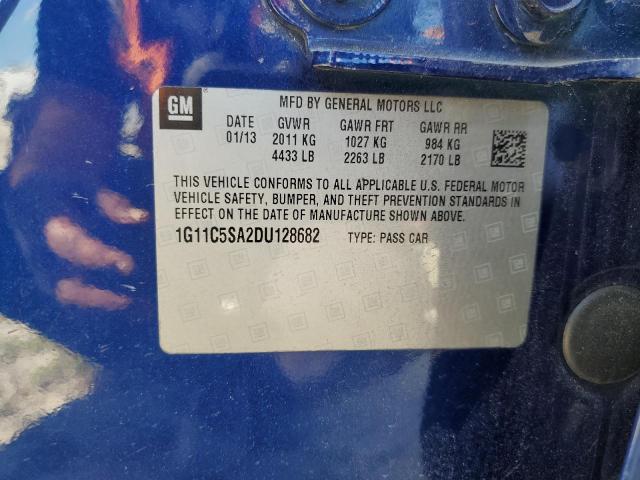 GM
MFD BY GENERAL MOTORS LLC
DATE GVWR GAWR FRT GAWR RR
01/13 2011 KG 1027 KG 984 KG
4433 LB 2263 LB 2170 LB
THIS VEHICLE CONFORMS TO ALL APPLICABLE U.S. FEDERAL MOTOR
VEHICLE SAFETY, BUMPER, AND THEFT PREVENTION STANDARDS IN
EFFECT ON THE DATE OF MANUFACTURE SHOWN ABOVE.
1G11C5SA2DU128682 TYPE: PASS CAR